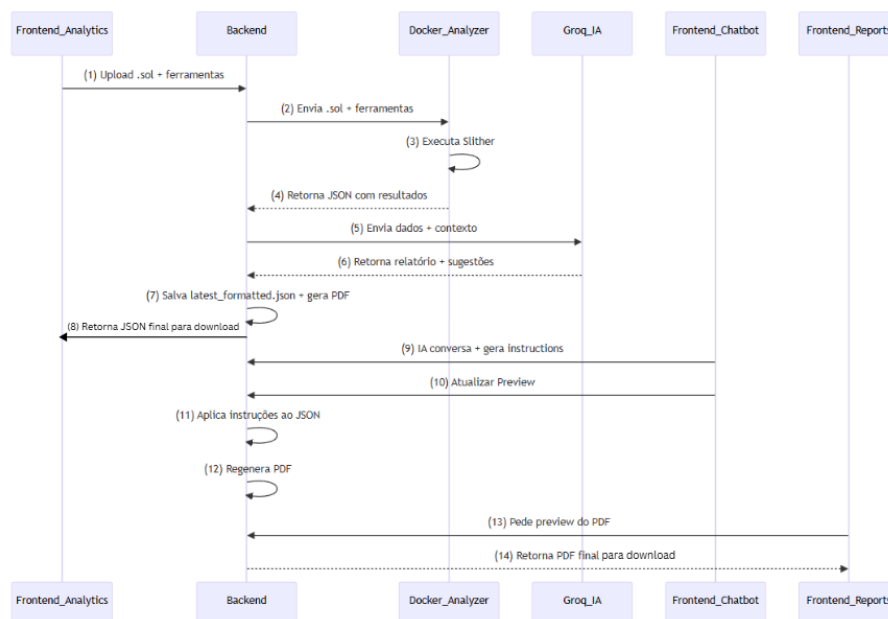 Frontend_Analytics Backend Docker_Analyzer Groq_IA Frontend_Chatbot Frontend_Reports
(1) Upload .sol + ferramentas
(2) Envia .sol + ferramentas
(3) Executa Slither
(4) Retorna JSON com resultados
(5) Envia dados + contexto
(6) Retorna relatório + sugestões
(7) Salva latest_formatted.json + gera PDF
(8) Retorna JSON final para download
(9) IA conversa + gera instructions
(10) Atualizar Preview
(11) Aplica instruções ao JSON
(12) Regenera PDF
(13) Pede preview do PDF
(14) Retorna PDF final para download
Frontend_Analytics Backend Docker_Analyzer Groq_IA Frontend_Chatbot Frontend_Reports